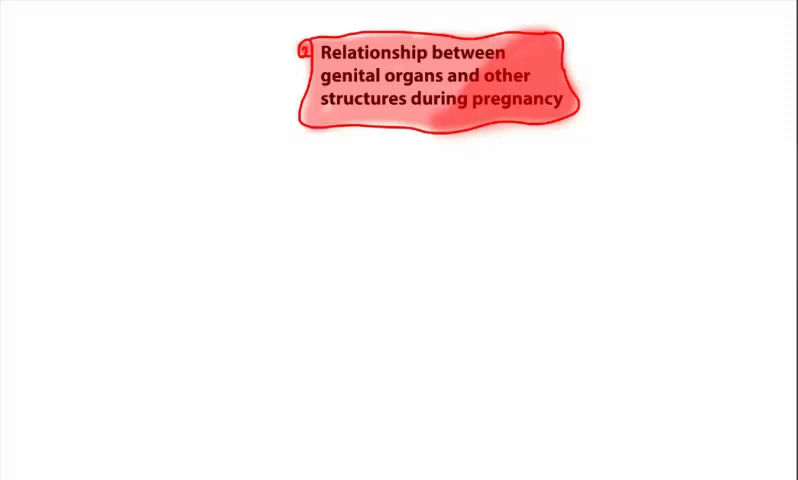 Relationship between
genital organs and other
structures during pregnancy